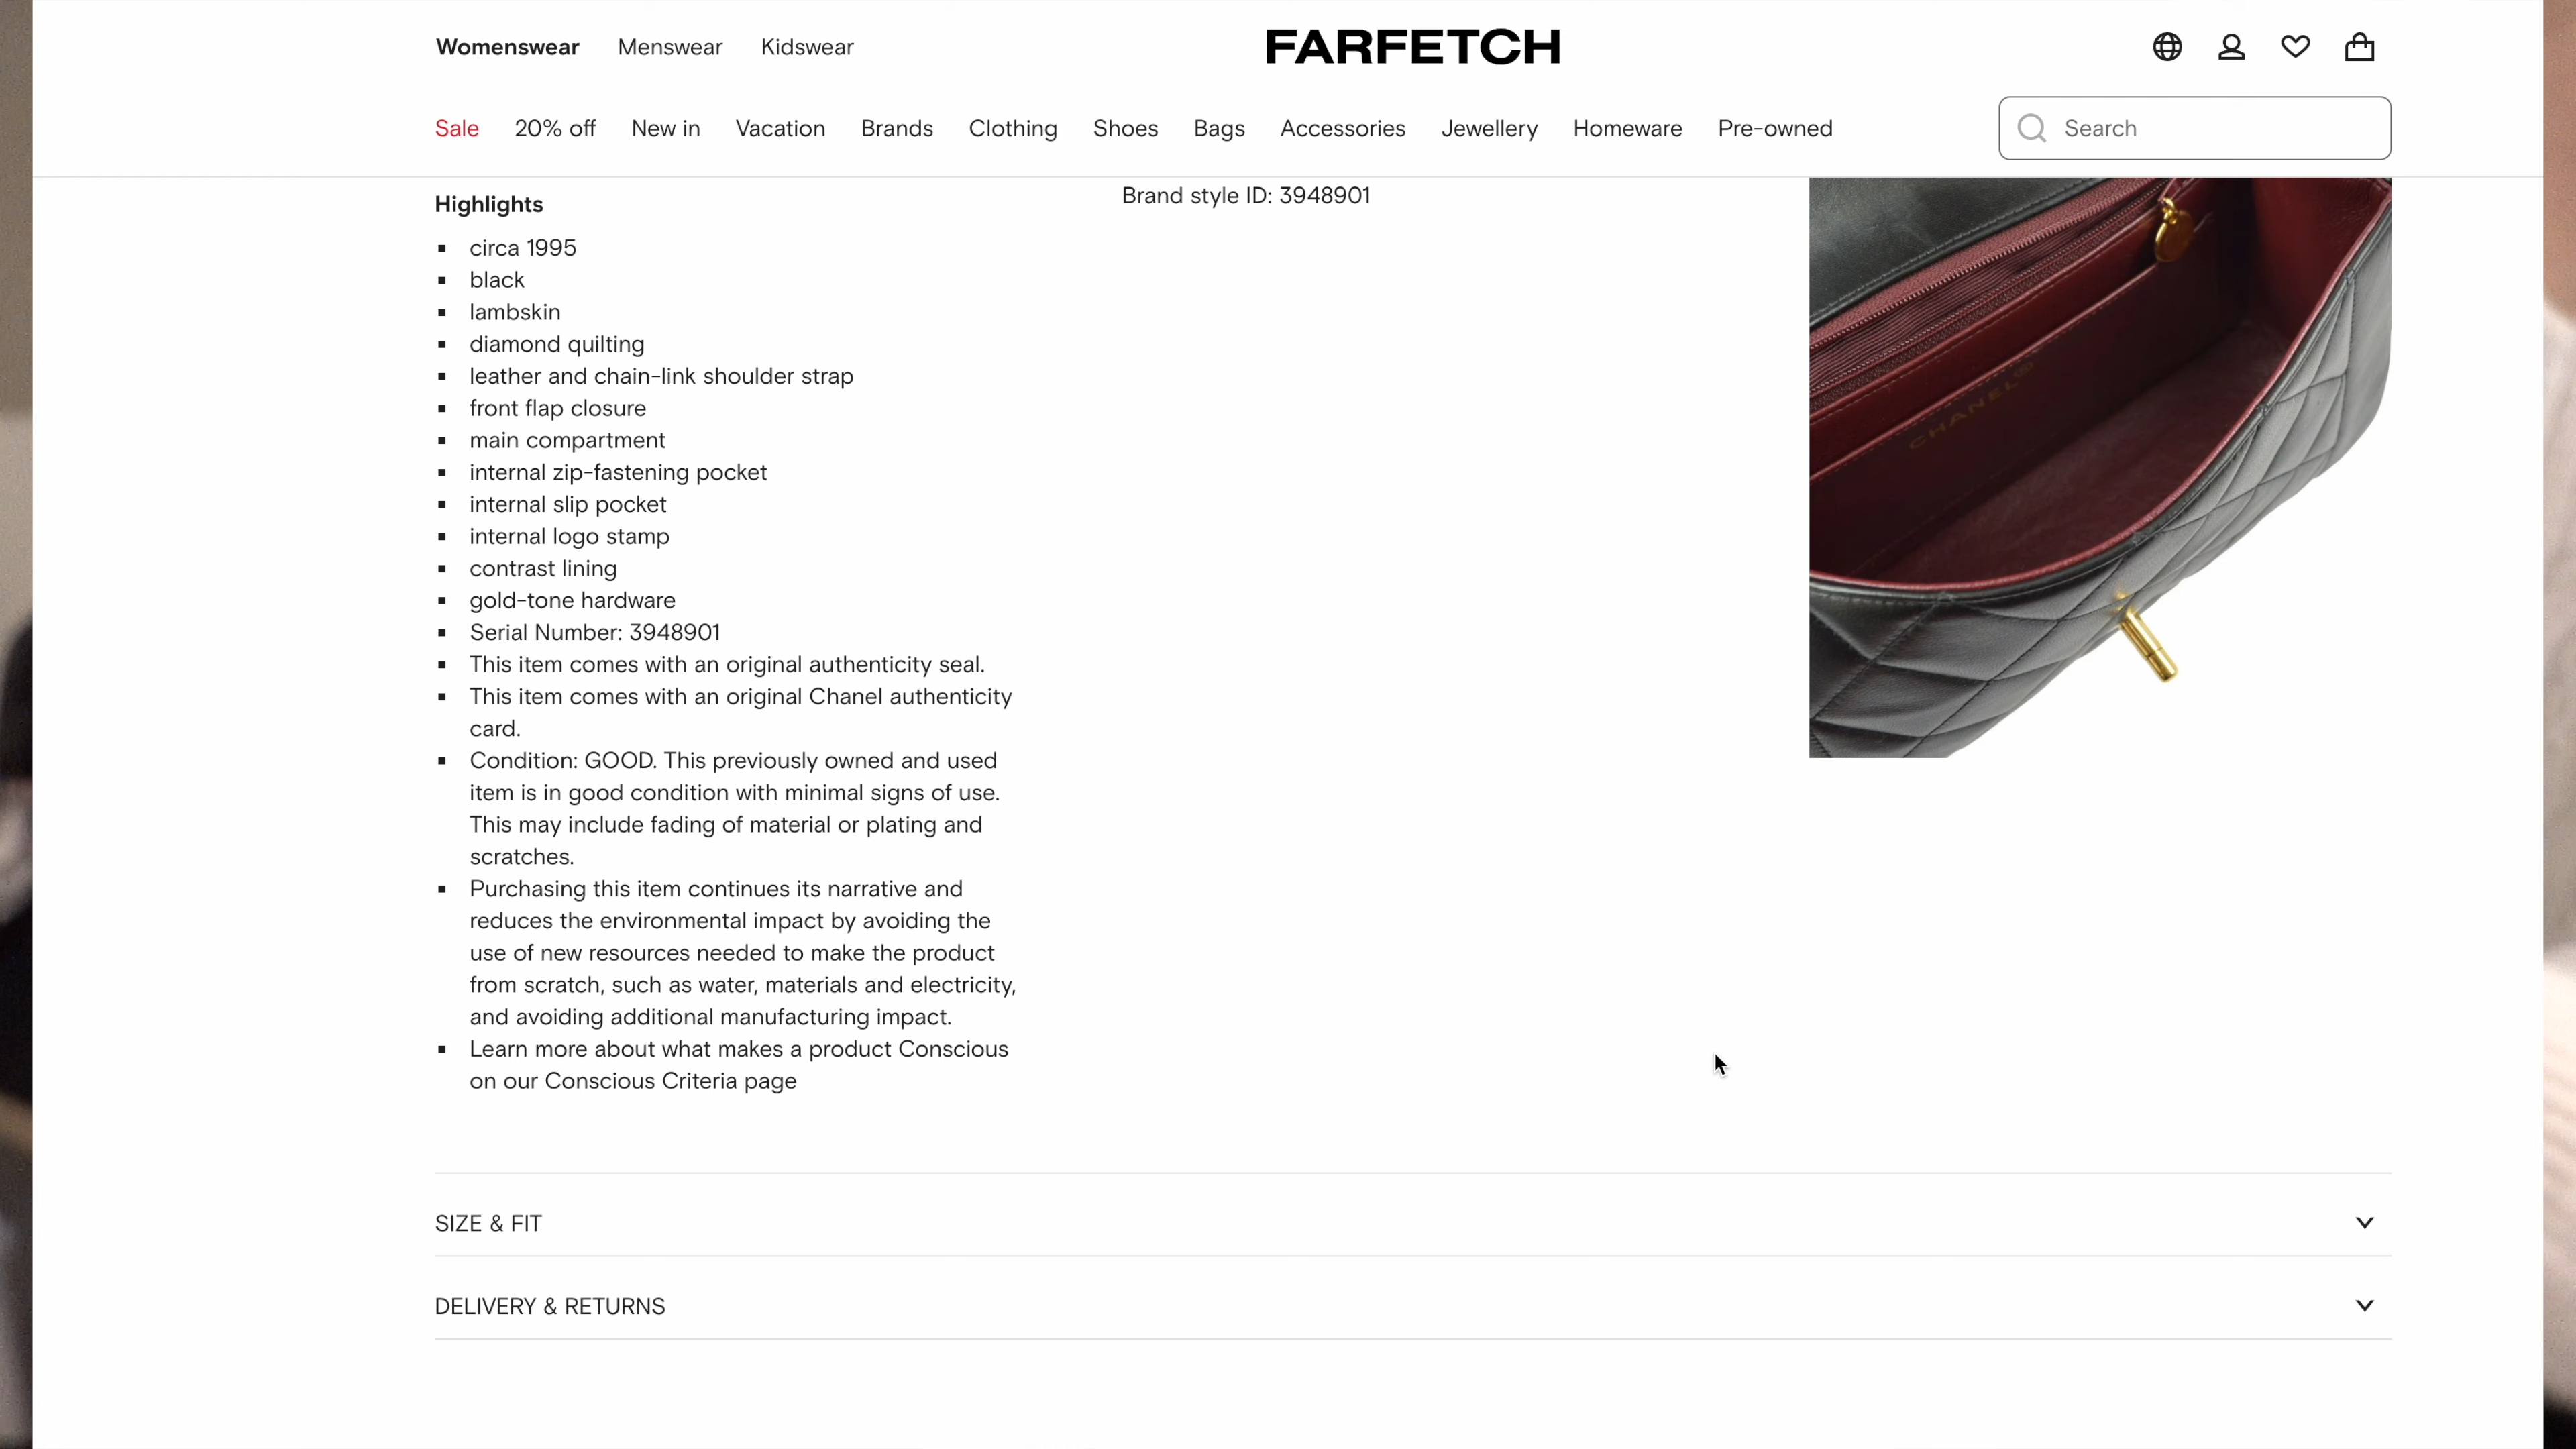 Womenswear Menswear Kidswear
FARFETCH
Sale 20% off New in Vacation Brands Clothing Shoes Bags Accessories Jewellery Homeware Pre-owned
Search
Highlights
circa 1995
black
lambskin
diamond quilting
leather and chain-link shoulder strap
front flap closure
main compartment
internal zip-fastening pocket
internal slip pocket
internal logo stamp
contrast lining
gold-tone hardware
Serial Number: 3948901
This item comes with an original authenticity seal.
This item comes with an original Chanel authenticity
card.
Condition: GOOD. This previously owned and used
item is in good condition with minimal signs of use.
This may include fading of material or plating and
scratches.
Purchasing this item continues its narrative and
reduces the environmental impact by avoiding the
use of new resources needed to make the product
from scratch, such as water, materials and electricity,
and avoiding additional manufacturing impact.
Learn more about what makes a product Conscious
on our Conscious Criteria page
Brand style ID: 3948901
CHANEL®
SIZE & FIT
DELIVERY & RETURNS